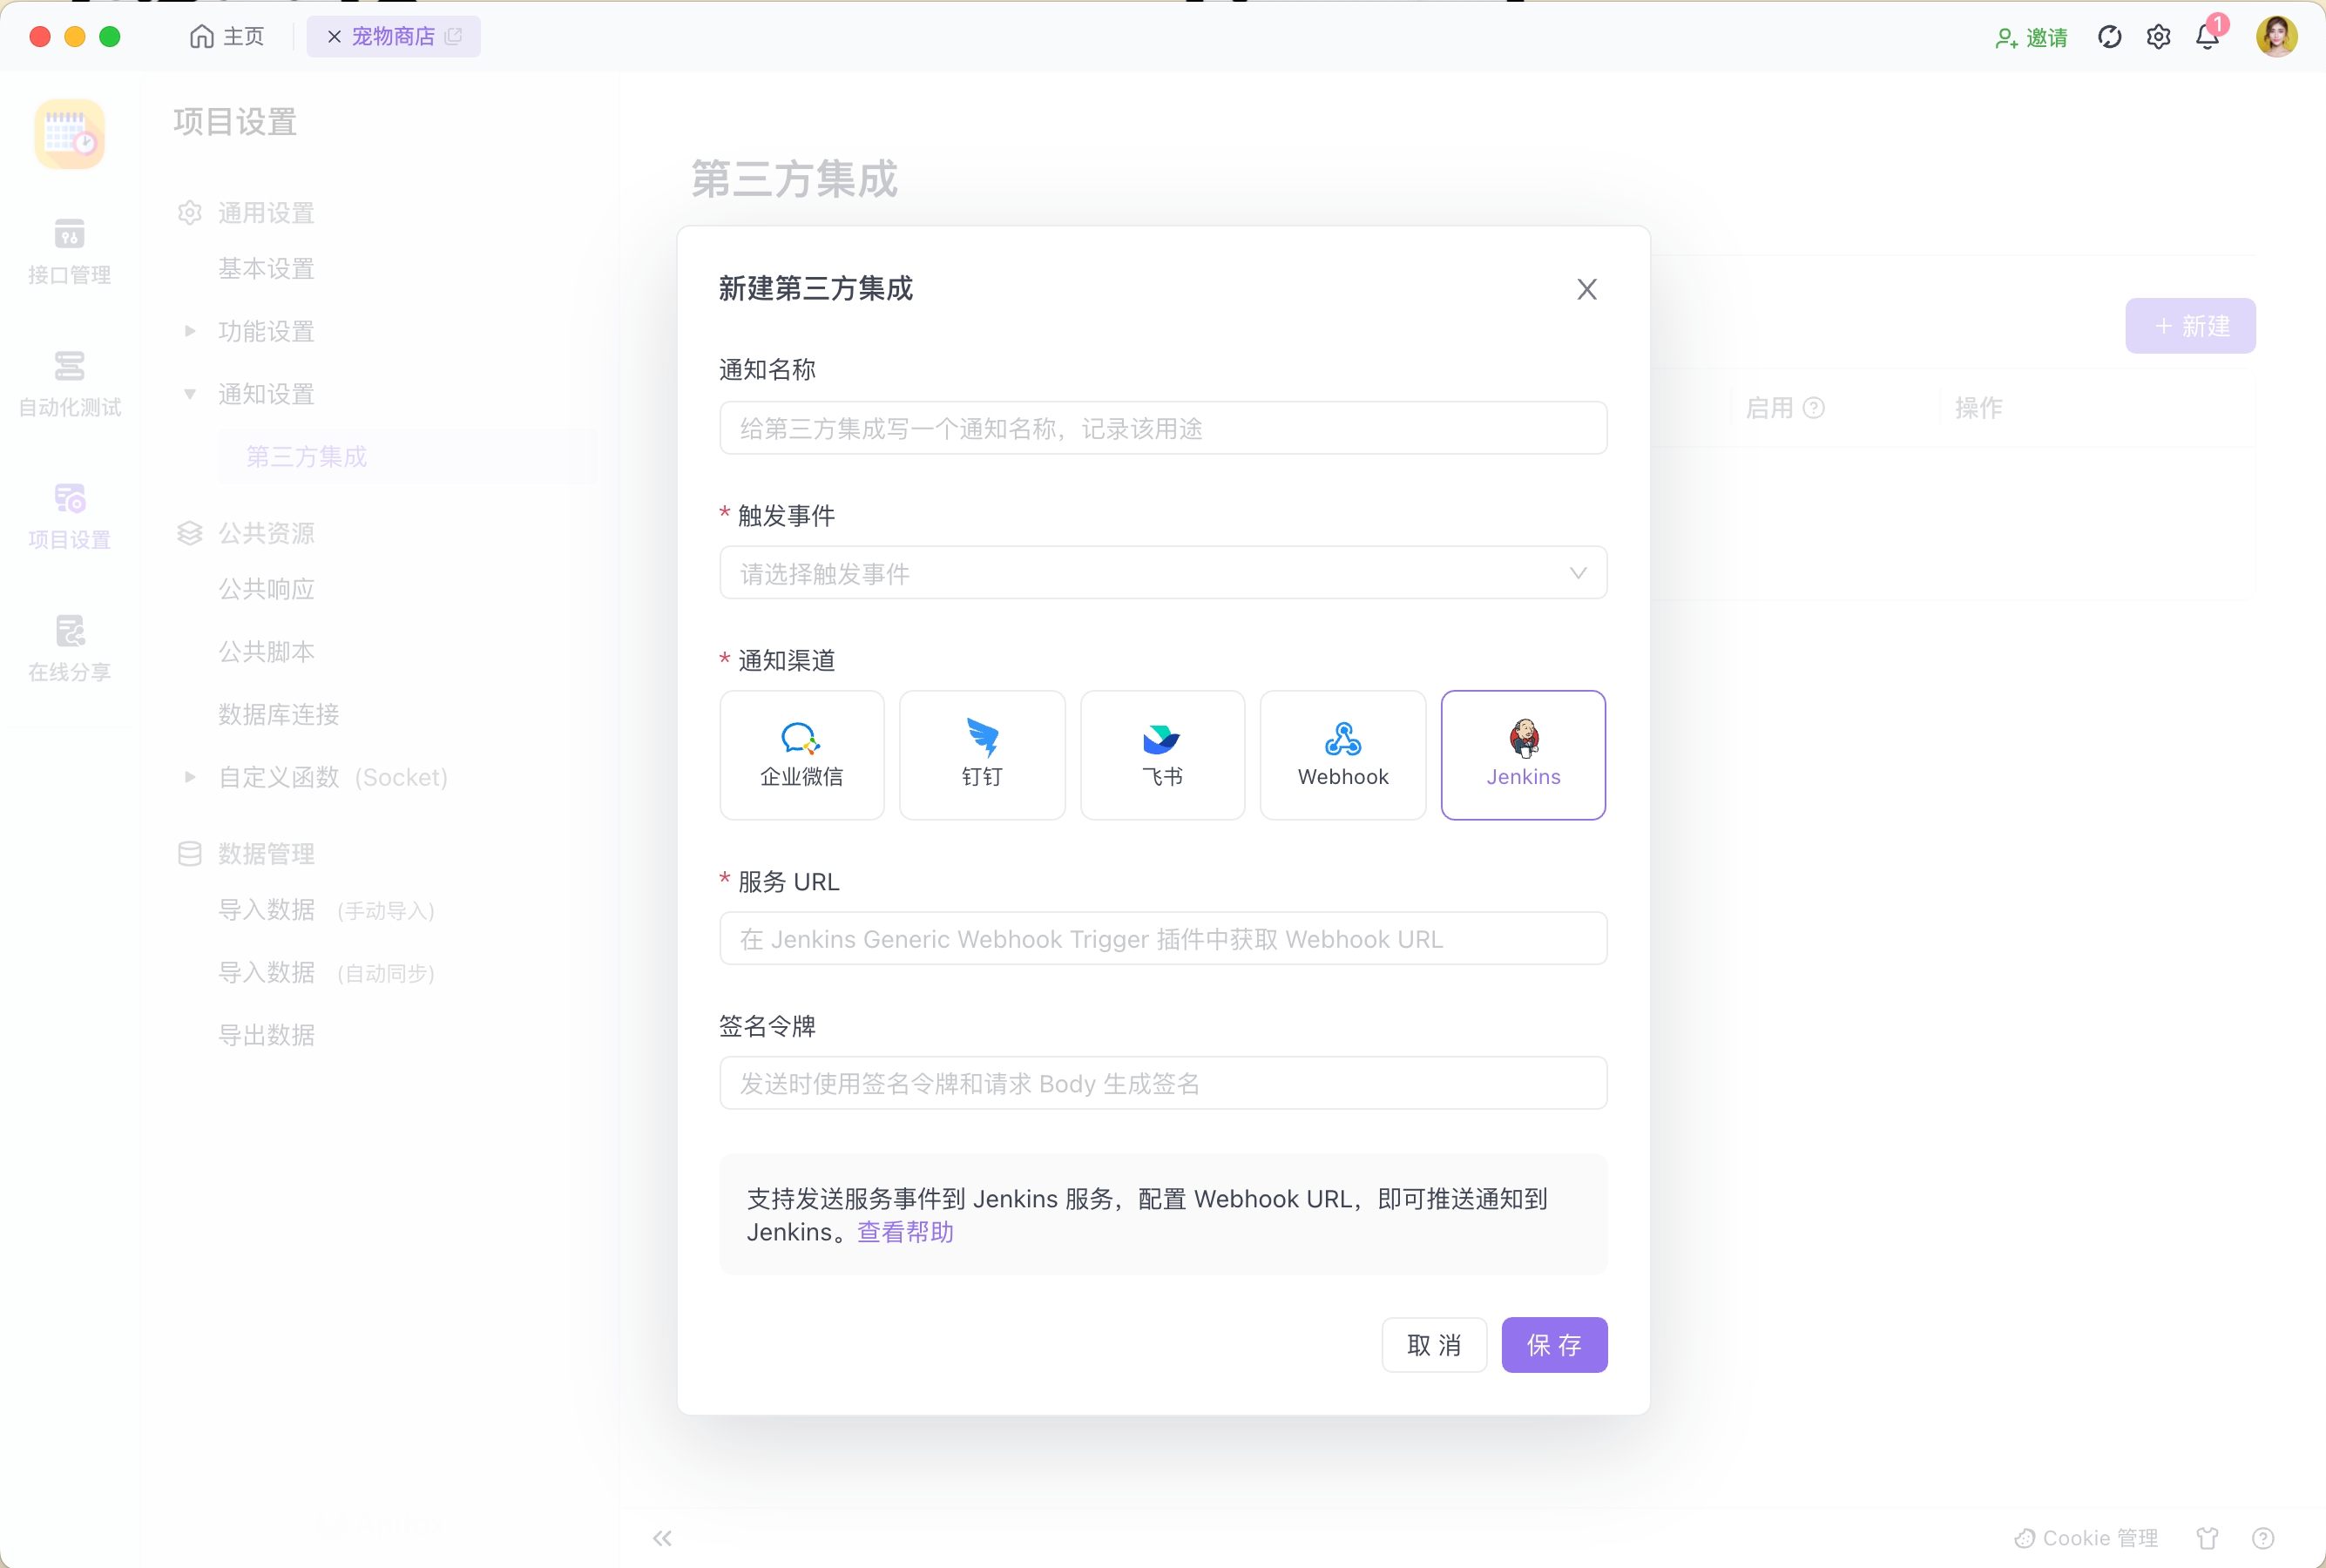 主页
宠物商店
邀请
1
接口管理
自动化测试
项目设置
在线分享
项目设置
通用设置
基本设置
功能设置
通知设置
第三方集成
公共资源
公共响应
公共脚本
数据库连接
自定义函数 (Socket)
数据管理
导入数据 (手动导入)
导入数据 (自动同步)
导出数据
第三方集成
+ 新建
启用
操作
新建第三方集成
通知名称
给第三方集成写一个通知名称，记录该用途
* 触发事件
请选择触发事件
* 通知渠道
企业微信
钉钉
飞书
Webhook
Jenkins
* 服务 URL
在 Jenkins Generic Webhook Trigger 插件中获取 Webhook URL
签名令牌
发送时使用签名令牌和请求 Body 生成签名
支持发送服务事件到 Jenkins 服务，配置 Webhook URL，即可推送通知到
Jenkins。查看帮助
取 消
保 存
Cookie 管理